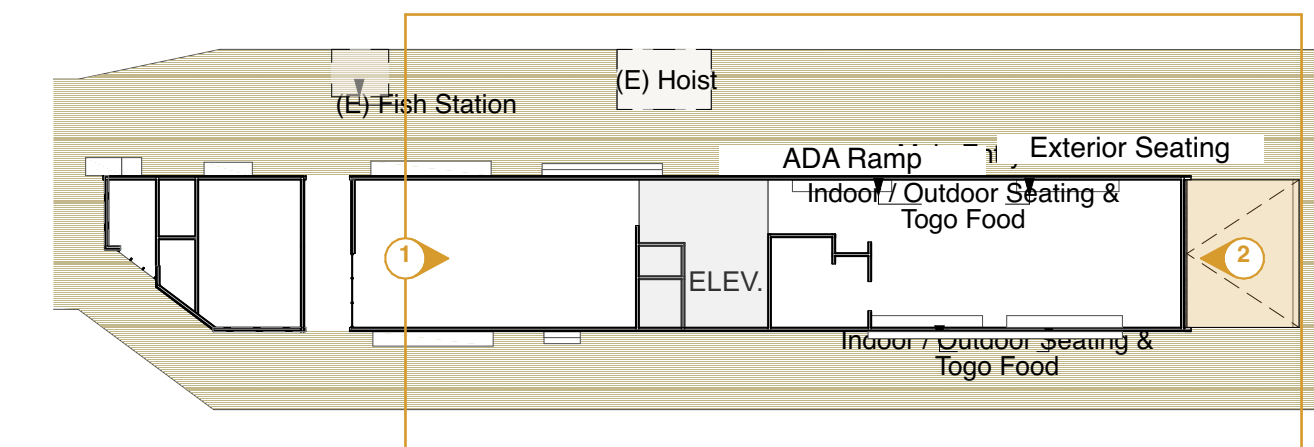 (E) Hoist
(E) Fish Station
ADA Ramp
Exterior Seating
Indoor / Outdoor Seating &
Togo Food
1
2
ELEV.
Indoor / Outdoor Seating &
Togo Food